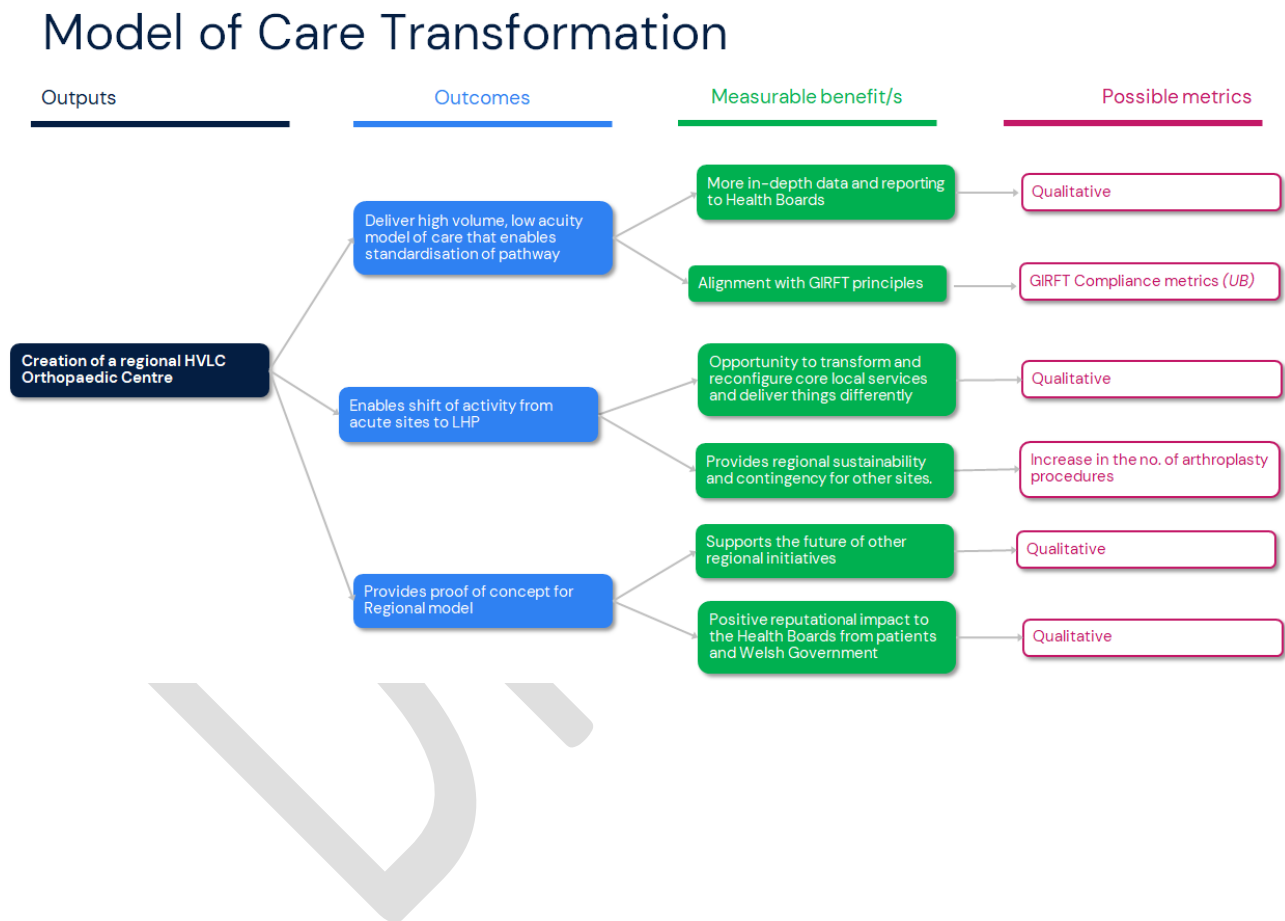 Model of Care Transformation
Outputs
Outcomes
Measurable benefit/s
Possible metrics
Creation of a regional HVLC
Orthopaedic Centre
Deliver high volume, low acuity
model of care that enables
standardisation of pathway
More in-depth data and reporting
to Health Boards
Qualitative
Alignment with GIRFT principles
GIRFT Compliance metrics (UB)
Enables shift of activity from
acute sites to LHP
Opportunity to transform and
reconfigure core local services
and deliver things differently
Qualitative
Provides regional sustainability
and contingency for other sites.
Increase in the no. of arthroplasty
procedures
Provides proof of concept for
Regional model
Supports the future of other
regional initiatives
Qualitative
Positive reputational impact to
the Health Boards from patients
and Welsh Government
Qualitative